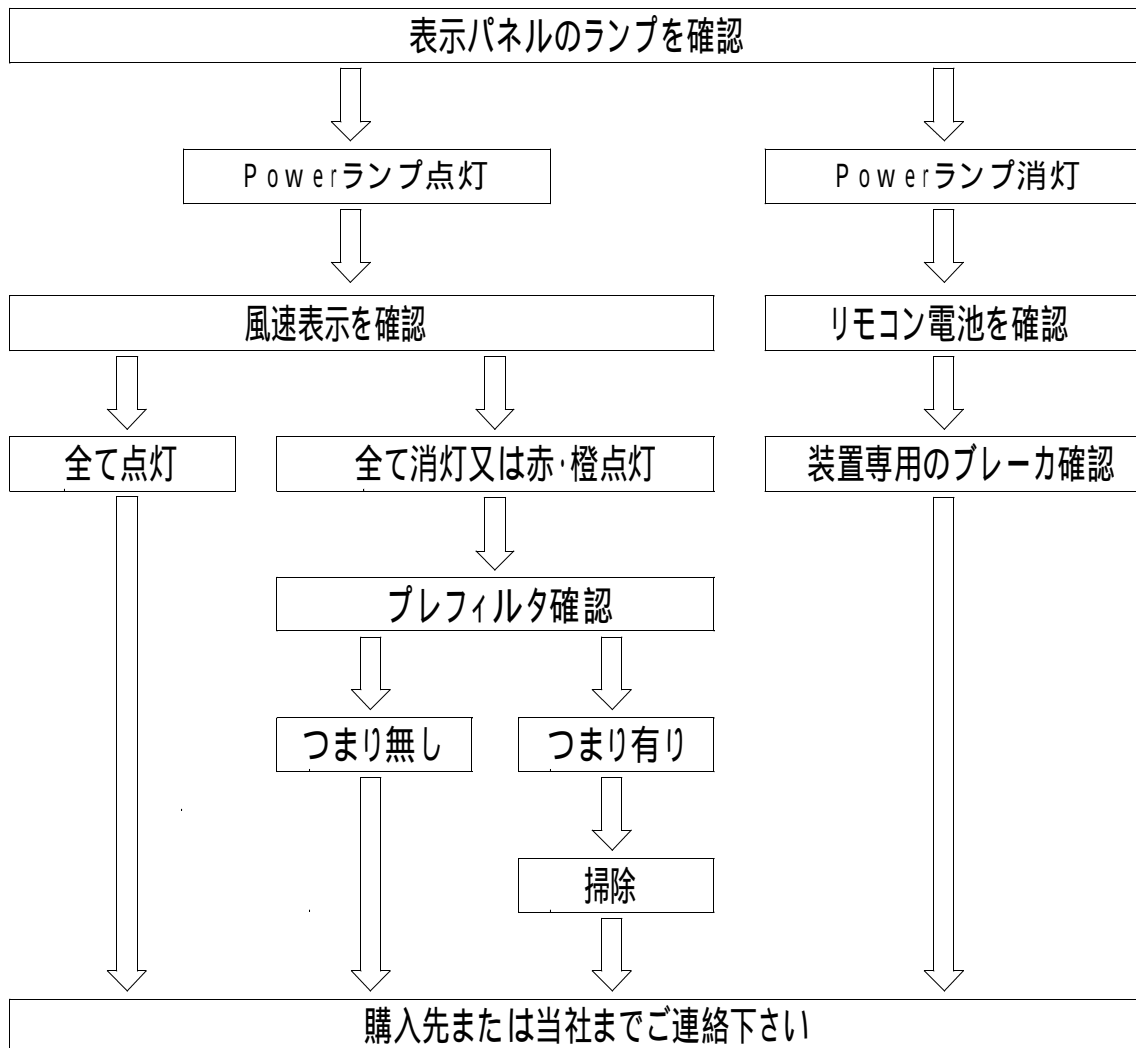 表示パネルのランプを確認
Powerランプ点灯
Powerランプ消灯
風速表示を確認
リモコン電池を確認
全て点灯
全て消灯又は赤・橙点灯
装置専用のブレーカ確認
プレフィルタ確認
つまり無し
つまり有り
掃除
購入先または当社までご連絡下さい